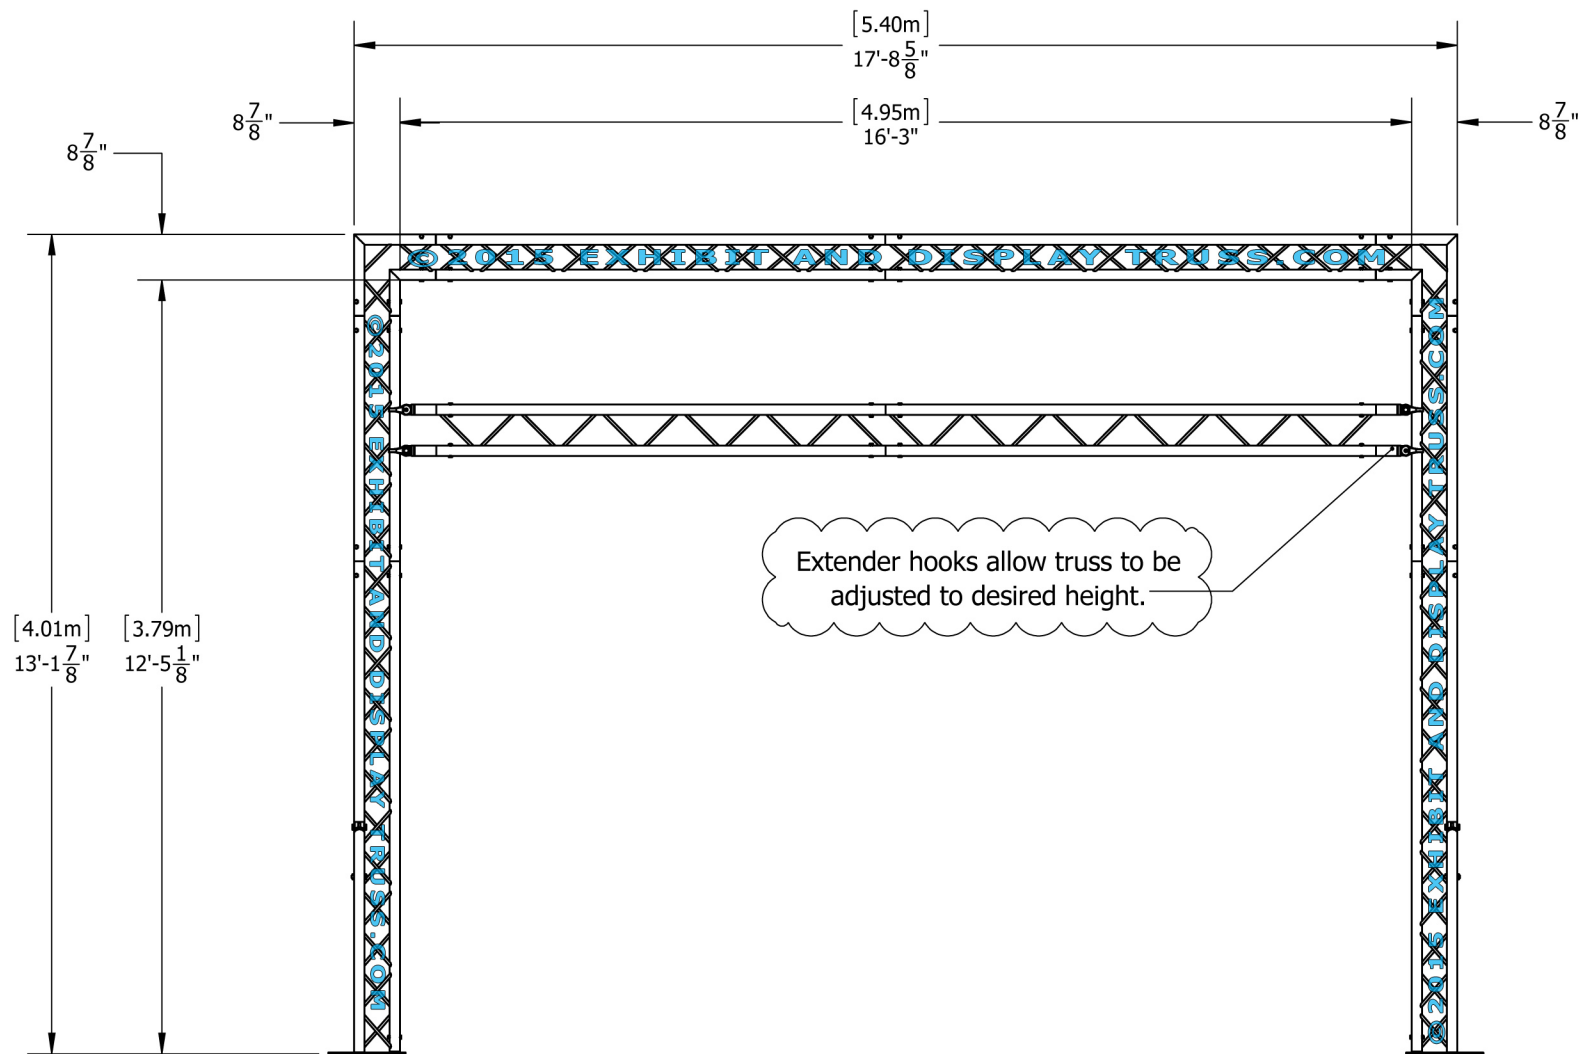 [5.40m]
17'-8 5/8"
8 7/8"
[4.95m]
16'-3"
8 7/8"
8 7/8"
©2015 EXHIBIT AND DISPLAY TRUSS.COM
©2015 EXHIBIT AND DISPLAY TRUSS.COM
©2015 EXHIBIT AND DISPLAY TRUSS.COM
Extender hooks allow truss to be
adjusted to desired height.
[4.01m]
13'-1 7/8"
[3.79m]
12'-5 1/8"